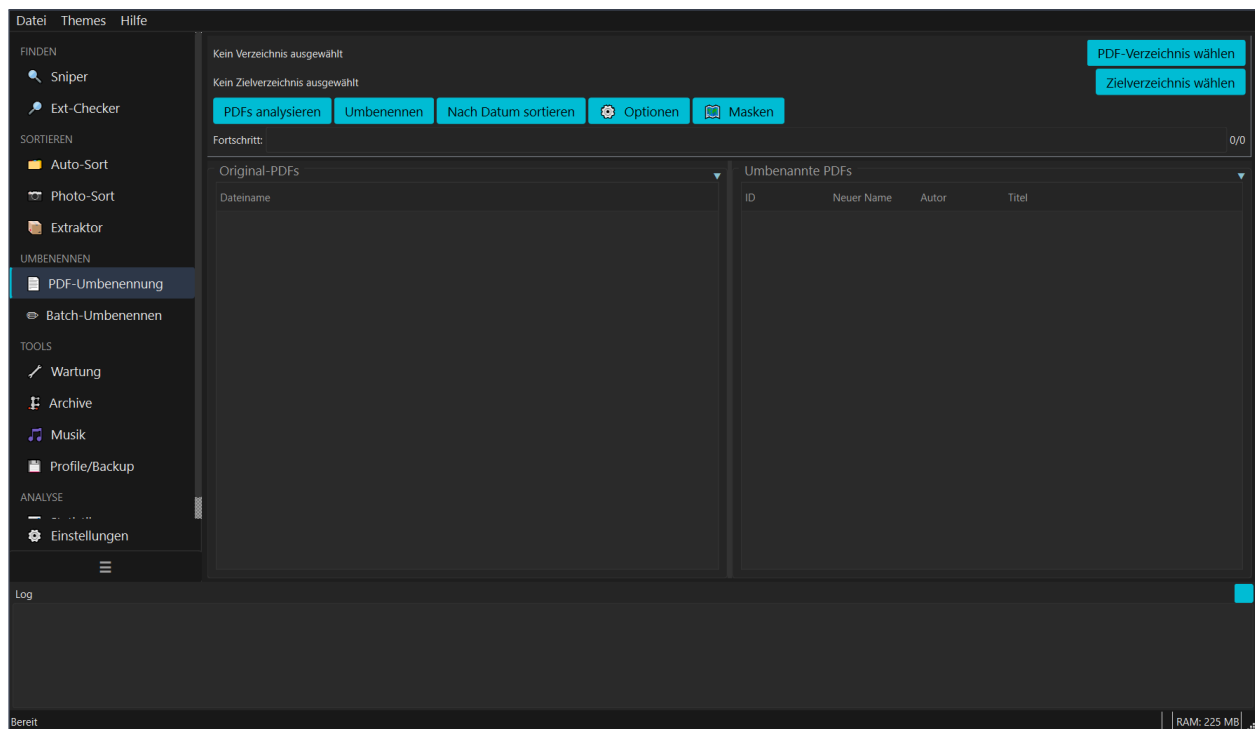 Datei Themes Hilfe
FINDEN
Sniper
Ext-Checker
SORTIEREN
Auto-Sort
Photo-Sort
Extraktor
UMBENENNEN
PDF-Umbenennung
Batch-Umbenennen
TOOLS
Wartung
Archive
Musik
Profile/Backup
ANALYSE
Einstellungen
Kein Verzeichnis ausgewählt
PDF-Verzeichnis wählen
Kein Zielverzeichnis ausgewählt
Zielverzeichnis wählen
PDFs analysieren Umbenennen Nach Datum sortieren Optionen Masken
Fortschritt: 0/0
Original-PDFs
Dateiname
Umbenannte PDFs
ID Neuer Name Autor Titel
Log
Bereit RAM: 225 MB